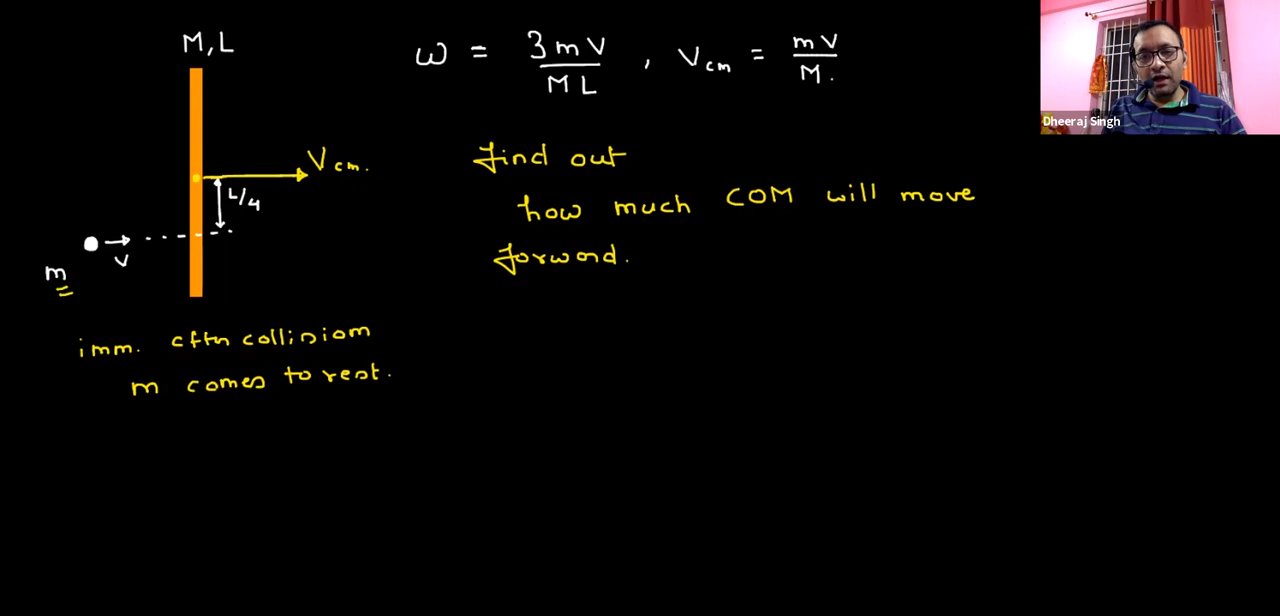 M, L
ω = 3mV/ML , Vcm = mV/M.
Dheeraj Singh
Vcm.
L/4
find out
how much COM will move
forward.
v
m
imm. after collision
m comes to rest.